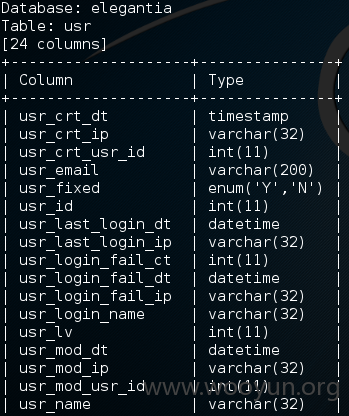 Database: elegantia
Table: usr
[24 columns]
+--------------------+---------------+
| Column | Type |
+--------------------+---------------+
| usr_crt_dt | timestamp
| usr_crt_ip | varchar(32)
| usr_crt_usr_id | int(11)
| usr_email | varchar(200)
| usr_fixed | enum('Y','N')
| usr_id | int(11)
| usr_last_login_dt | datetime
| usr_last_login_ip | varchar(32)
| usr_login_fail_ct | int(11)
| usr_login_fail_dt | datetime
| usr_login_fail_ip | varchar(32)
| usr_login_name | varchar(32)
| usr_lv | int(11)
| usr_mod_dt | datetime
| usr_mod_ip | varchar(32)
| usr_mod_usr_id | int(11)
| usr_name | varchar(32)
www.wooyun.org